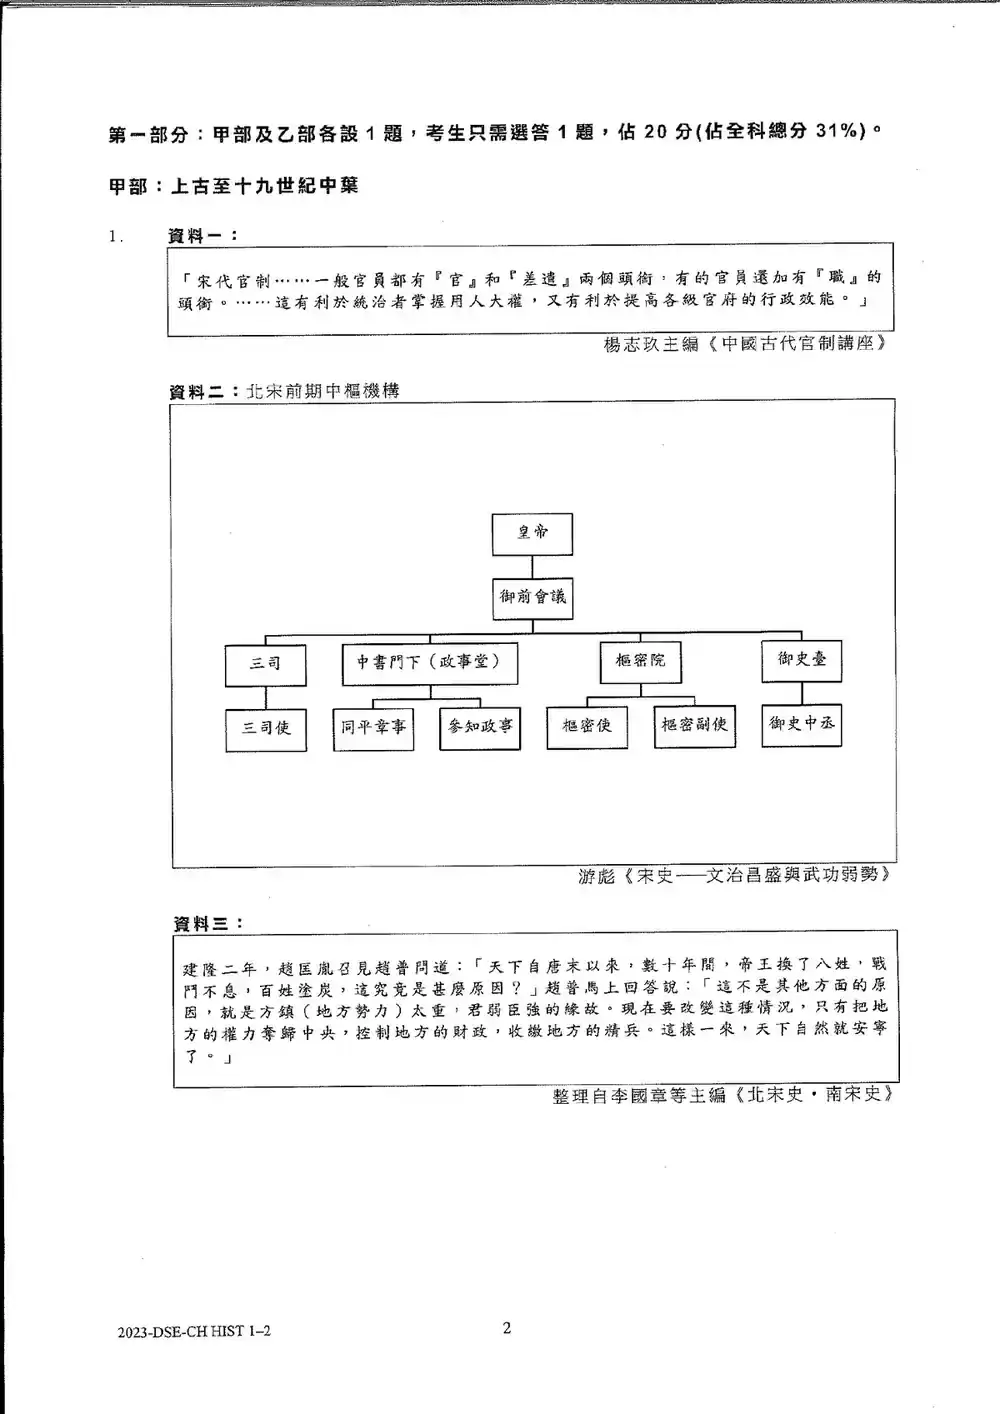 第一部分：甲部及乙部各設 1 題，考生只需選答 1 題，佔 20 分(佔全科總分 31%)。
甲部：上古至十九世紀中葉
1. 資料一：
「宋代官制……一般官員都有『官』和『差遣』兩個頭銜，有的官員還加有『職』的
頭銜。……這有利於統治者掌握用人大權，又有利於提高各級官府的行政效能。」
楊志玖主編《中國古代官制講座》
資料二：北宋前期中樞機構
皇帝
御前會議
三司 中書門下（政事堂） 樞密院 御史臺
三司使 同平章事 參知政事 樞密使 樞密副使 御史中丞
游彪《宋史——文治昌盛與武功弱勢》
資料三：
建隆二年，趙匡胤召見趙普問道：「天下自唐末以來，數十年間，帝王換了八姓，戰
鬥不息，百姓塗炭，這究竟是甚麼原因？」趙普馬上回答說：「這不是其他方面的原
因，就是方鎮（地方勢力）太重，君弱臣強的緣故。現在要改變這種情況，只有把地
方的權力奪歸中央，控制地方的財政，收繳地方的精兵。這樣一來，天下自然就安寧
了。」
整理自李國章等主編《北宋史・南宋史》
2023-DSE-CH HIST 1–2 2